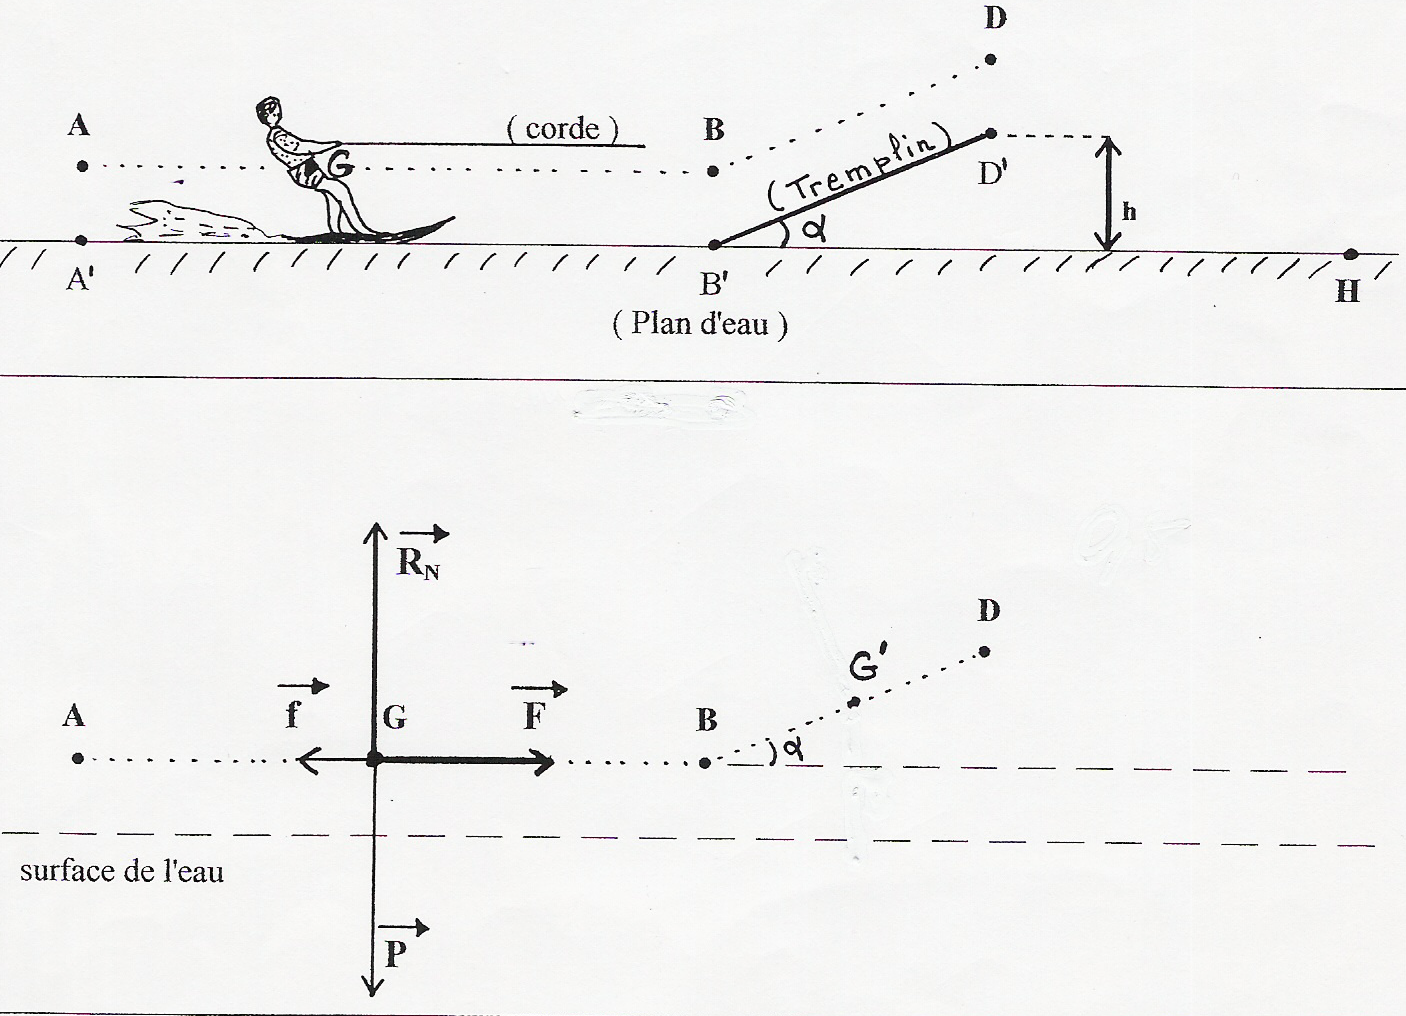 D
A
( corde )
B
G
(Tremplin)
D'
α
h
A'
B'
H
( Plan d'eau )
R_N
D
G'
f
F
A
G
B
α
surface de l'eau
P